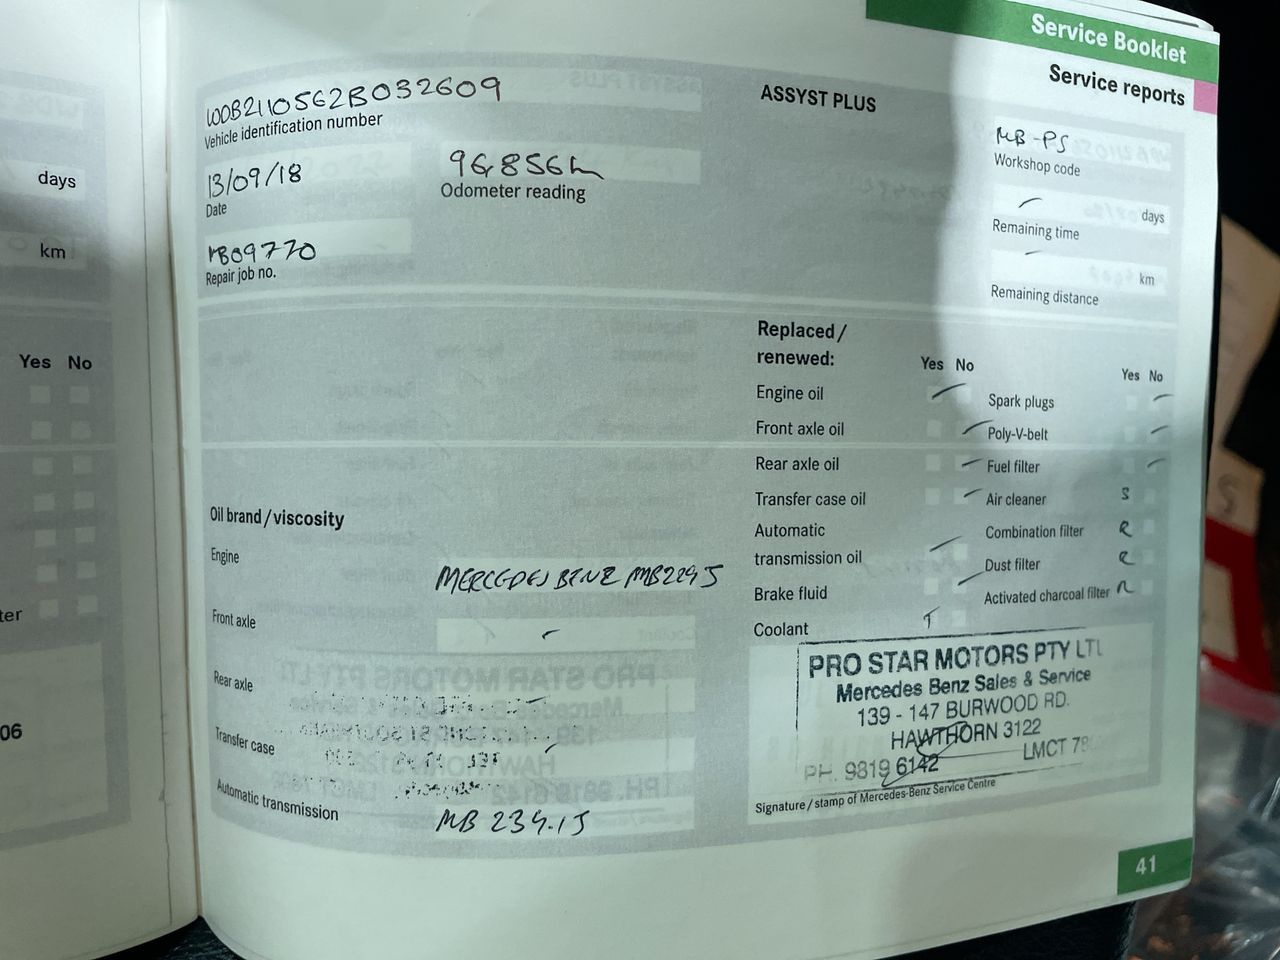 Service Booklet
Service reports
WDB2110562B032609
Vehicle identification number
ASSYST PLUS
MB-PS
Workshop code
13/09/18
Date
Odometer reading
days
Remaining time
Repair job no.
km
Remaining distance
days
km
Yes No
ter
06
Replaced/
renewed:
Yes No
Engine oil
Front axle oil
Rear axle oil
Transfer case oil
Automatic
transmission oil
Brake fluid
Coolant T
Yes No
Spark plugs
Poly-V-belt
Fuel filter
Air cleaner S
Combination filter R
Dust filter R
Activated charcoal filter R
Oil brand/viscosity
Engine
MERCEDES BENZ MB229.5
Front axle
Rear axle
Transfer case
Automatic transmission
MB 234.15
PRO STAR MOTORS PTY LTD
Mercedes Benz Sales & Service
139 - 147 BURWOOD RD.
HAWTHORN 3122
PH. 9819 6142
LMCT
Signature/stamp of Mercedes-Benz Service Centre
41